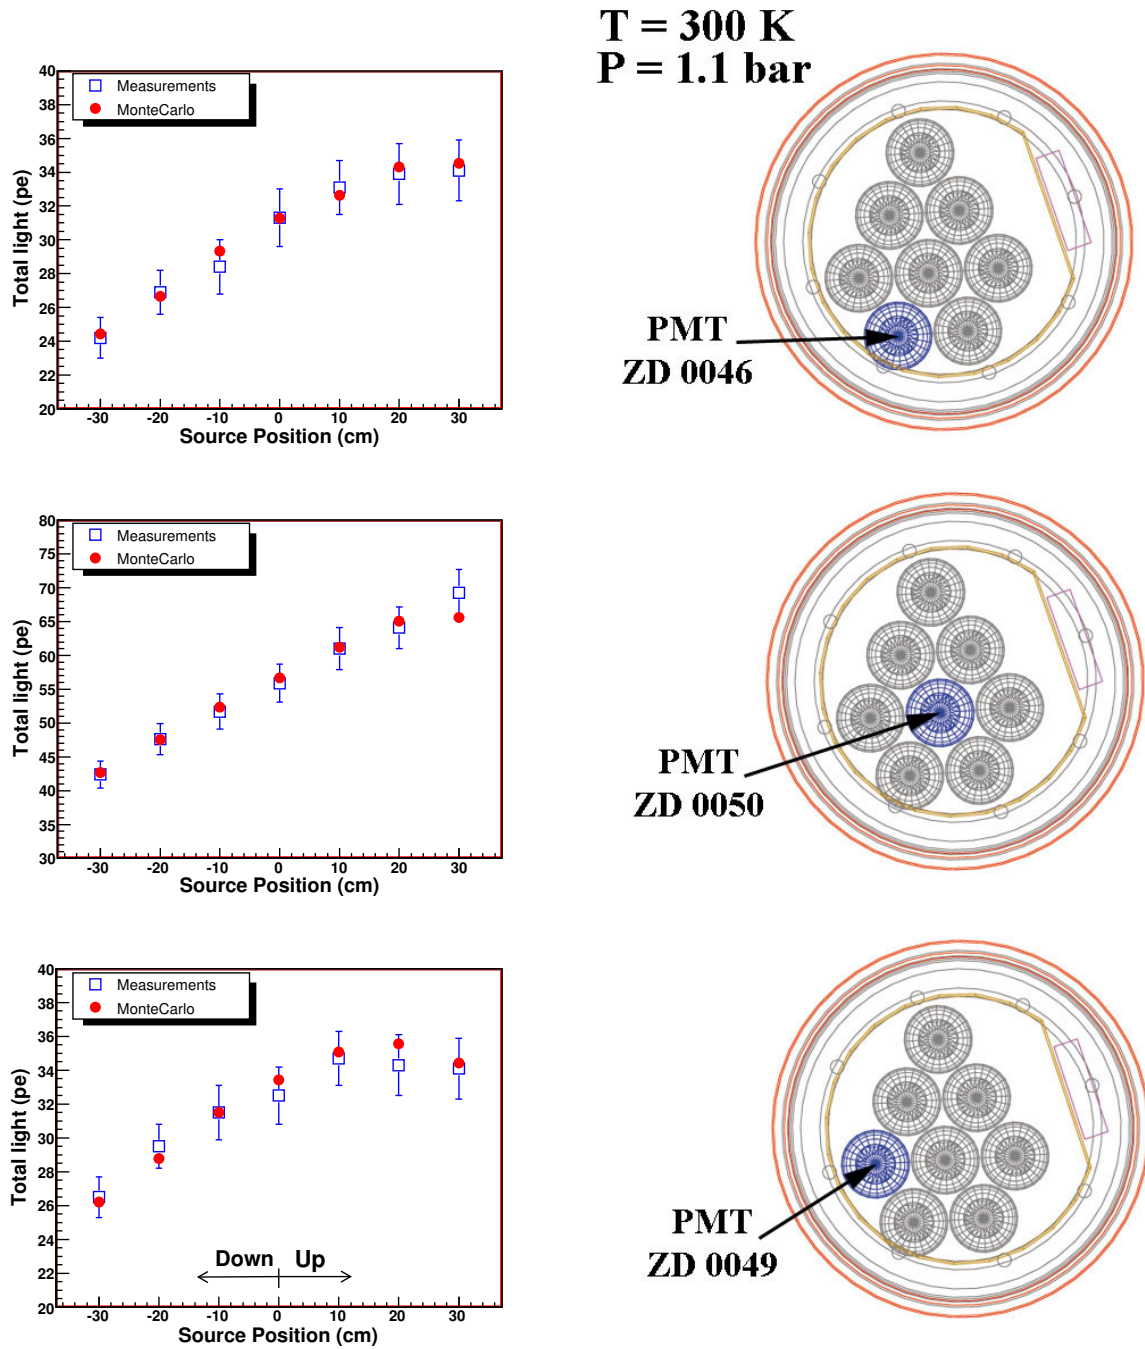 T = 300 K
P = 1.1 bar
40
38
36
34
32
30
28
26
24
22
20
Total light (pe)
Measurements
MonteCarlo
-30 -20 -10 0 10 20 30
Source Position (cm)
PMT
ZD 0046
80
75
70
65
60
55
50
45
40
35
30
Total light (pe)
Measurements
MonteCarlo
-30 -20 -10 0 10 20 30
Source Position (cm)
PMT
ZD 0050
40
38
36
34
32
30
28
26
24
22
20
Total light (pe)
Measurements
MonteCarlo
Down Up
-30 -20 -10 0 10 20 30
Source Position (cm)
PMT
ZD 0049